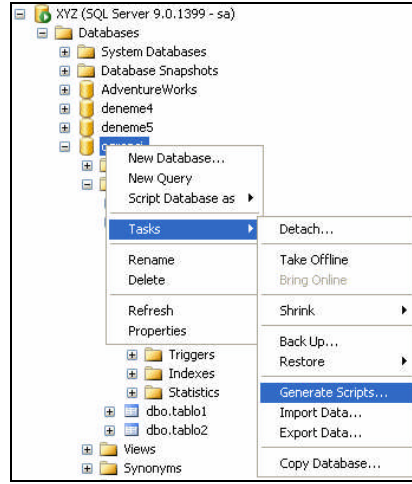 XYZ (SQL Server 9.0.1399 - sa)
Databases
System Databases
Database Snapshots
AdventureWorks
deneme4
deneme5
New Database...
New Query
Script Database as
Tasks
Rename
Delete
Refresh
Properties
Detach...
Take Offline
Bring Online
Shrink
Back Up...
Restore
Generate Scripts...
Import Data...
Export Data...
Copy Database...
Triggers
Indexes
Statistics
dbo.tablo1
dbo.tablo2
Views
Synonyms